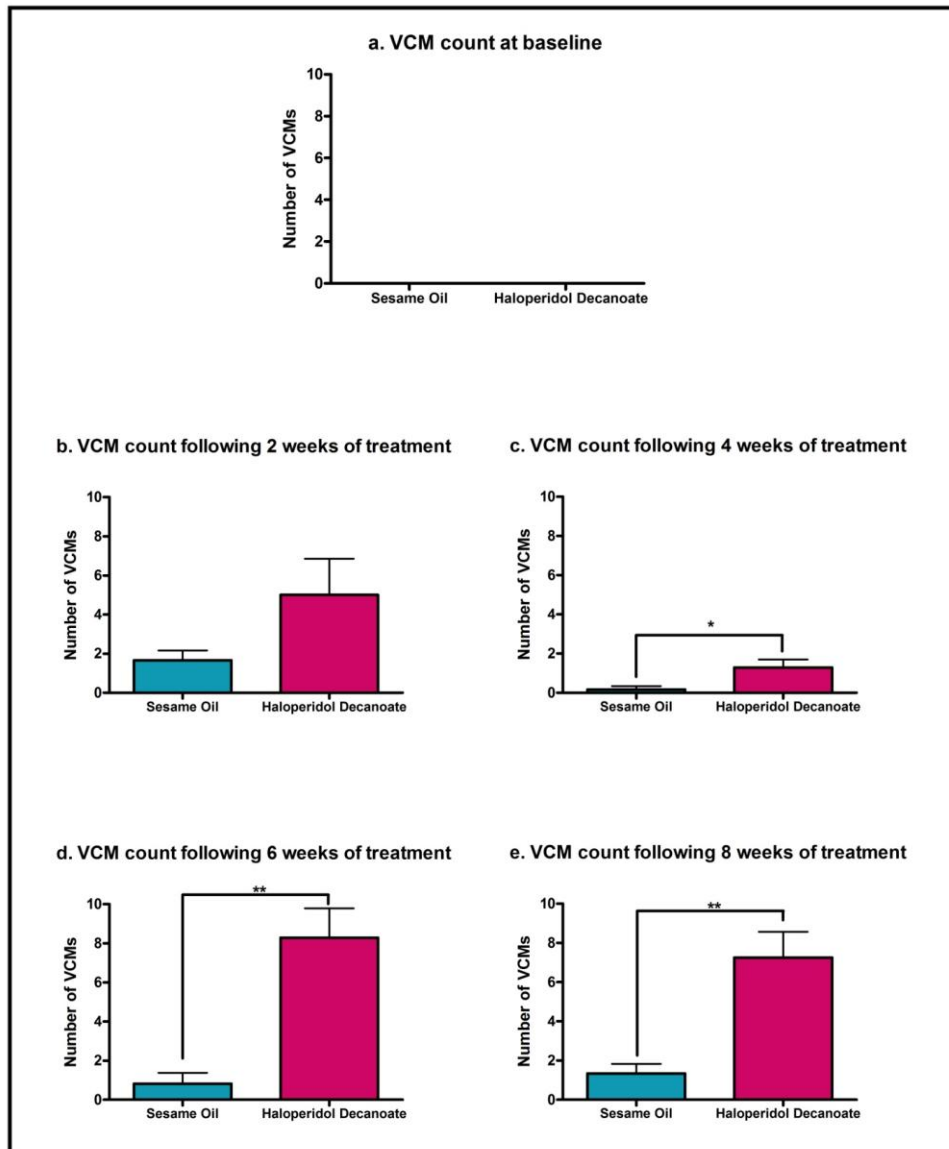 a. VCM count at baseline
Number of VCMs
10
8
6
4
2
0
Sesame Oil Haloperidol Decanoate
b. VCM count following 2 weeks of treatment
Number of VCMs
10
8
6
4
2
0
Sesame Oil Haloperidol Decanoate
c. VCM count following 4 weeks of treatment
Number of VCMs
10
8
6
4
2
0
*
Sesame Oil Haloperidol Decanoate
d. VCM count following 6 weeks of treatment
Number of VCMs
10
8
6
4
2
0
**
Sesame Oil Haloperidol Decanoate
e. VCM count following 8 weeks of treatment
Number of VCMs
10
8
6
4
2
0
**
Sesame Oil Haloperidol Decanoate